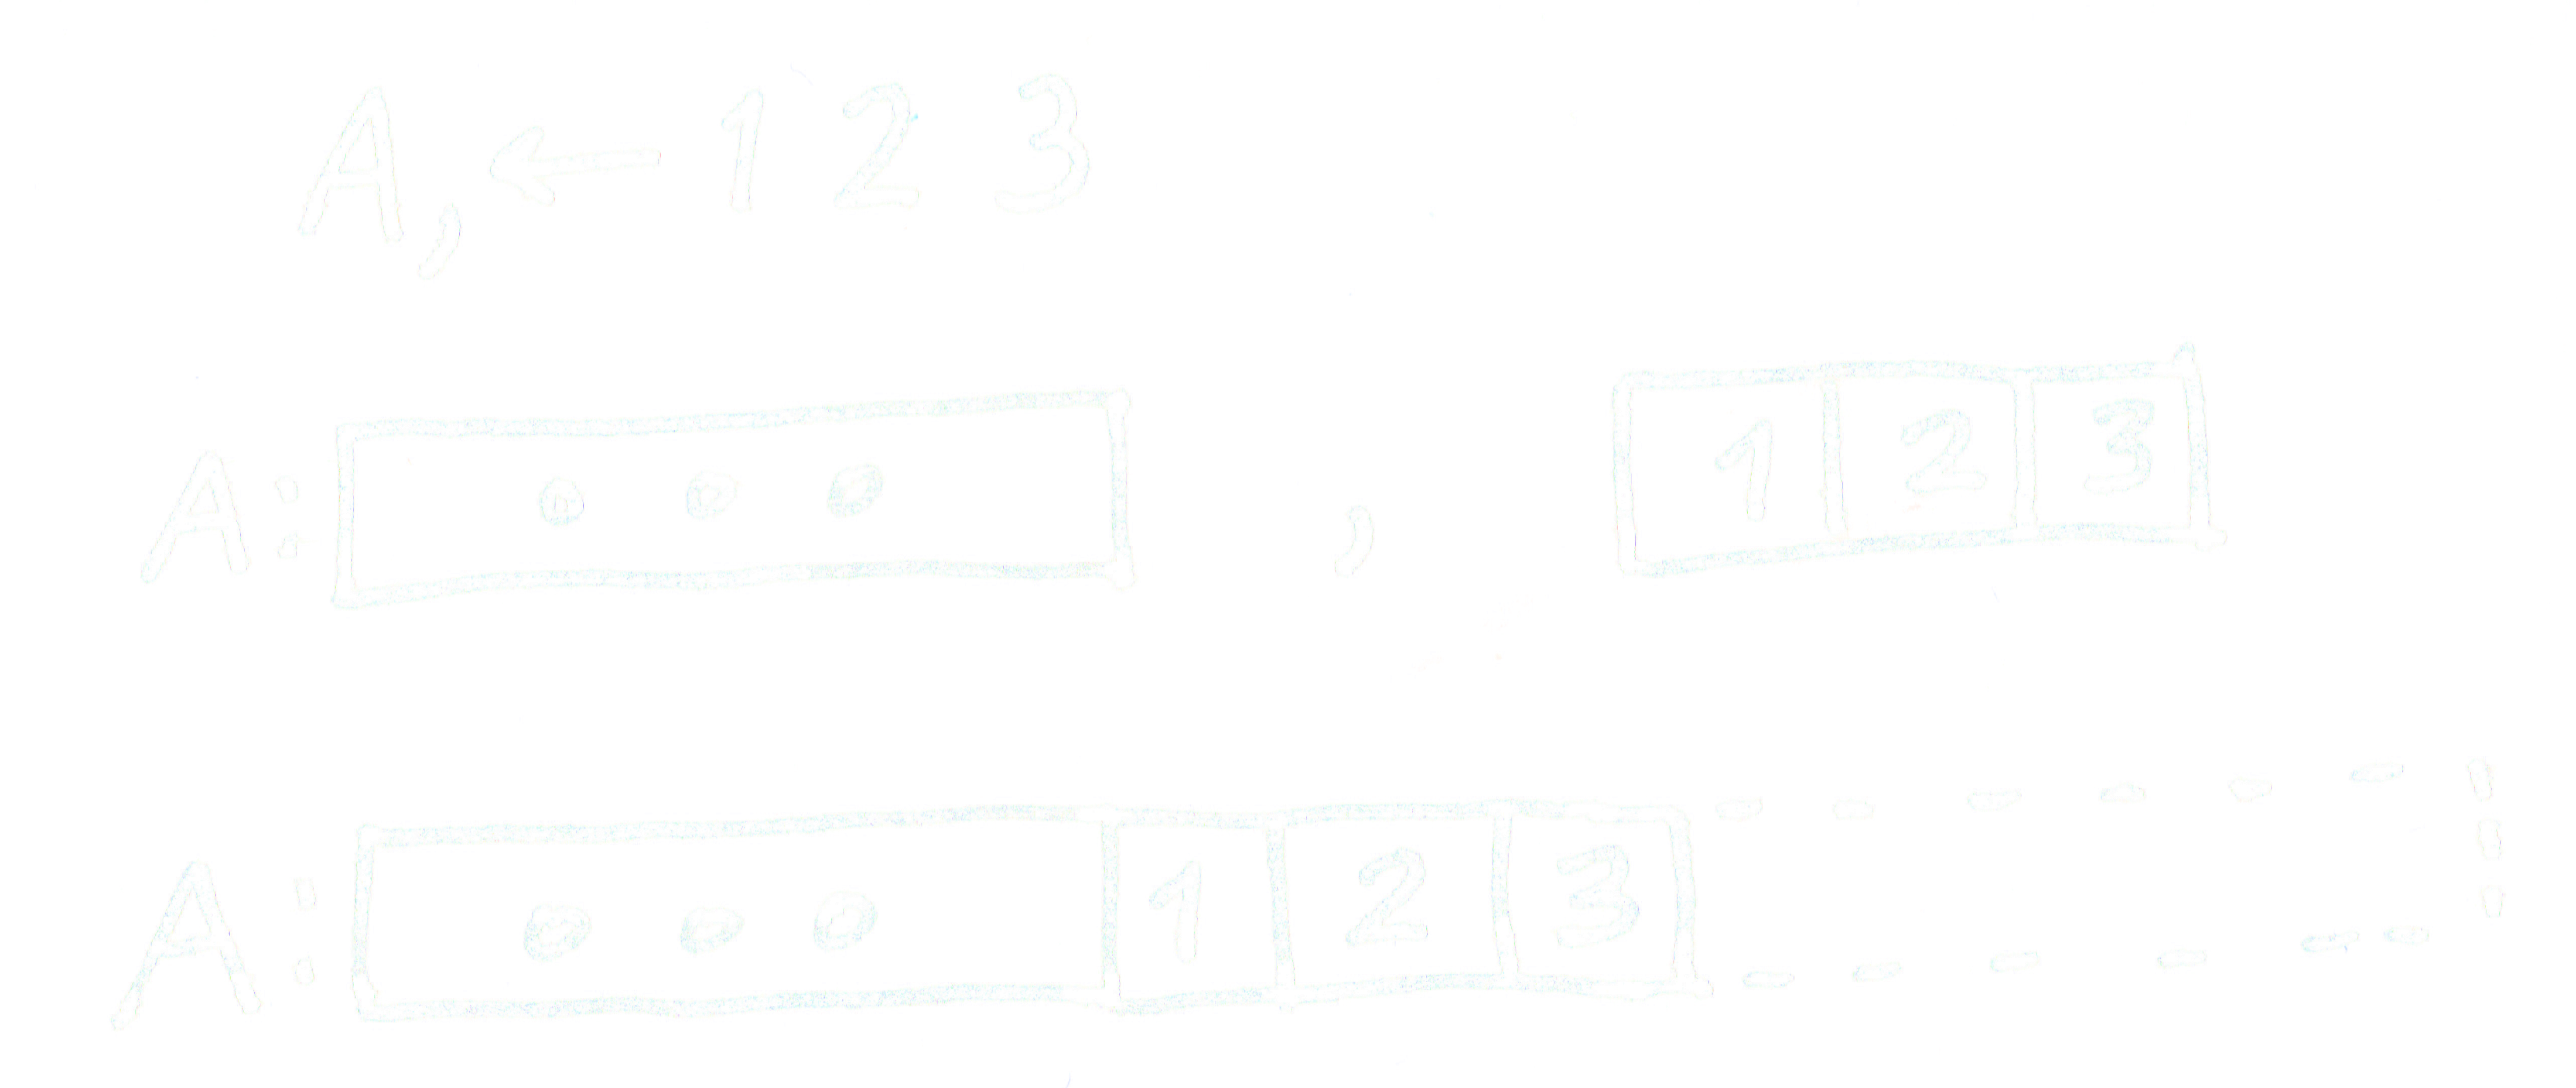 A,←1 2 3
A: ○ ○ ○ , 1 2 3
A: ○ ○ ○ 1 2 3